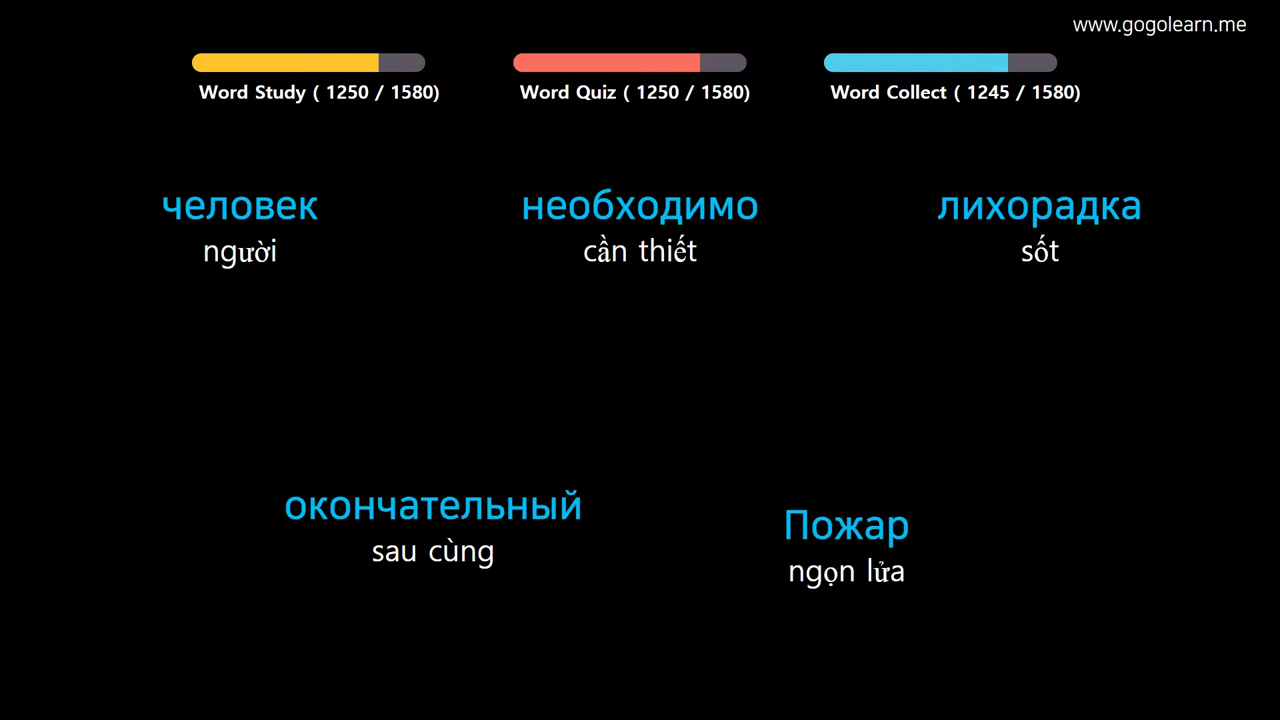 www.gogolearn.me
Word Study ( 1250 / 1580)
Word Quiz ( 1250 / 1580)
Word Collect ( 1245 / 1580)
человек
người
необходимо
cần thiết
лихорадка
sốt
окончательный
sau cùng
Пожар
ngọn lửa